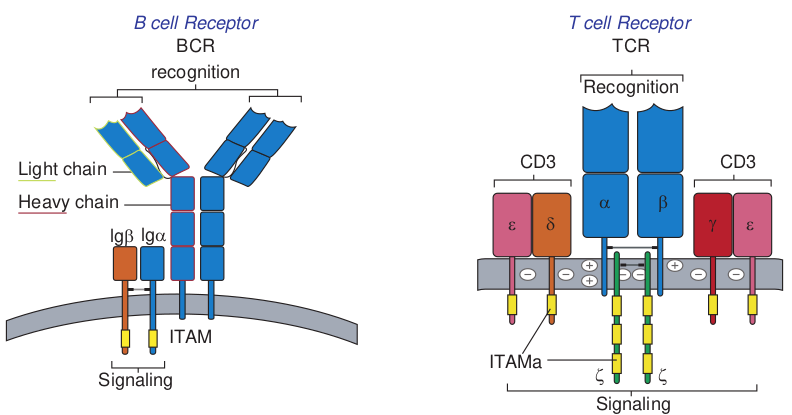 B cell Receptor
BCR
recognition
Light chain
Heavy chain
Igβ Igα
ITAM
Signaling
T cell Receptor
TCR
Recognition
CD3
CD3
ε δ α β γ ε
+ +
− − + − − − −
ITAMa
ζ ζ
Signaling